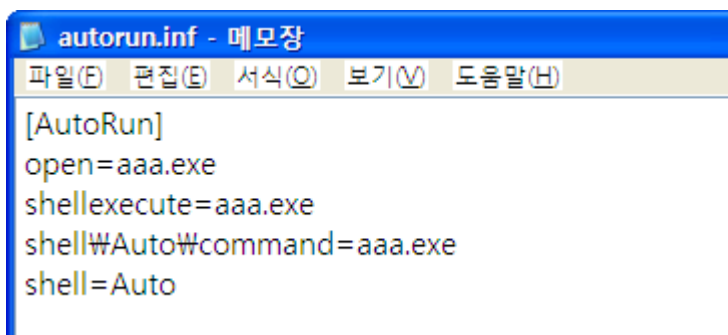 autorun.inf - 메모장
파일(F) 편집(E) 서식(O) 보기(V) 도움말(H)
[AutoRun]
open=aaa.exe
shellexecute=aaa.exe
shell₩Auto₩command=aaa.exe
shell=Auto